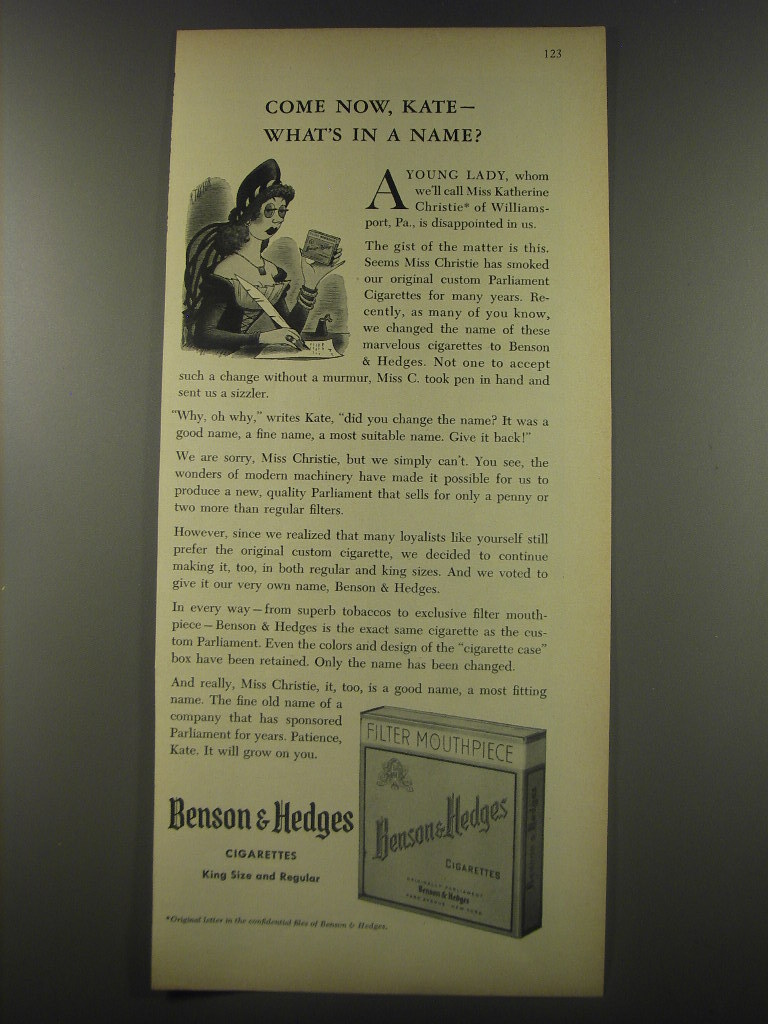 123
COME NOW, KATE—
WHAT'S IN A NAME?
A YOUNG LADY, whom
we'll call Miss Katherine
Christie* of Williams-
port, Pa., is disappointed in us.
The gist of the matter is this.
Seems Miss Christie has smoked
our original custom Parliament
Cigarettes for many years. Re-
cently, as many of you know,
we changed the name of these
marvelous cigarettes to Benson
& Hedges. Not one to accept
such a change without a murmur, Miss C. took pen in hand and
sent us a sizzler.
"Why, oh why," writes Kate, "did you change the name? It was a
good name, a fine name, a most suitable name. Give it back!"
We are sorry, Miss Christie, but we simply can't. You see, the
wonders of modern machinery have made it possible for us to
produce a new, quality Parliament that sells for only a penny or
two more than regular filters.
However, since we realized that many loyalists like yourself still
prefer the original custom cigarette, we decided to continue
making it, too, in both regular and king sizes. And we voted to
give it our very own name, Benson & Hedges.
In every way—from superb tobaccos to exclusive filter mouth-
piece—Benson & Hedges is the exact same cigarette as the cus-
tom Parliament. Even the colors and design of the "cigarette case"
box have been retained. Only the name has been changed.
And really, Miss Christie, it, too, is a good name, a most fitting
name. The fine old name of a
company that has sponsored
Parliament for years. Patience,
Kate. It will grow on you.
FILTER MOUTHPIECE
Benson & Hedges
CIGARETTES
ORIGINALLY PARLIAMENT
Benson & Hedges
PARK AVENUE · NEW YORK
Benson & Hedges
Benson & Hedges
CIGARETTES
King Size and Regular
*Original letter in the confidential files of Benson & Hedges.